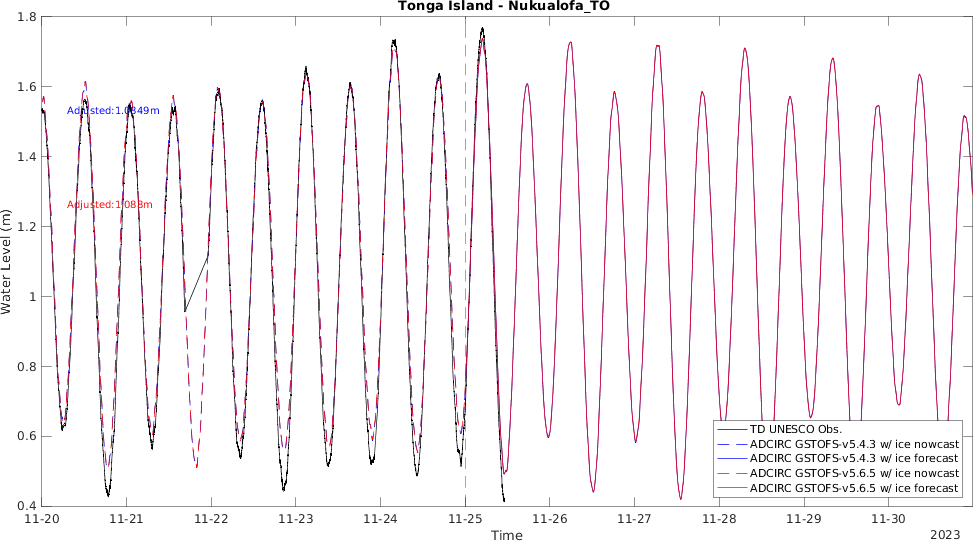 Tonga Island - Nukualofa_TO
1.8
1.6
1.4
1.2
1
0.8
0.6
0.4
Water Level (m)
Adjusted:1.0849m
Adjusted:1.083m
TD UNESCO Obs.
ADCIRC GSTOFS-v5.4.3 w/ ice nowcast
ADCIRC GSTOFS-v5.4.3 w/ ice forecast
ADCIRC GSTOFS-v5.6.5 w/ ice nowcast
ADCIRC GSTOFS-v5.6.5 w/ ice forecast
11-20 11-21 11-22 11-23 11-24 11-25 11-26 11-27 11-28 11-29 11-30
Time
2023